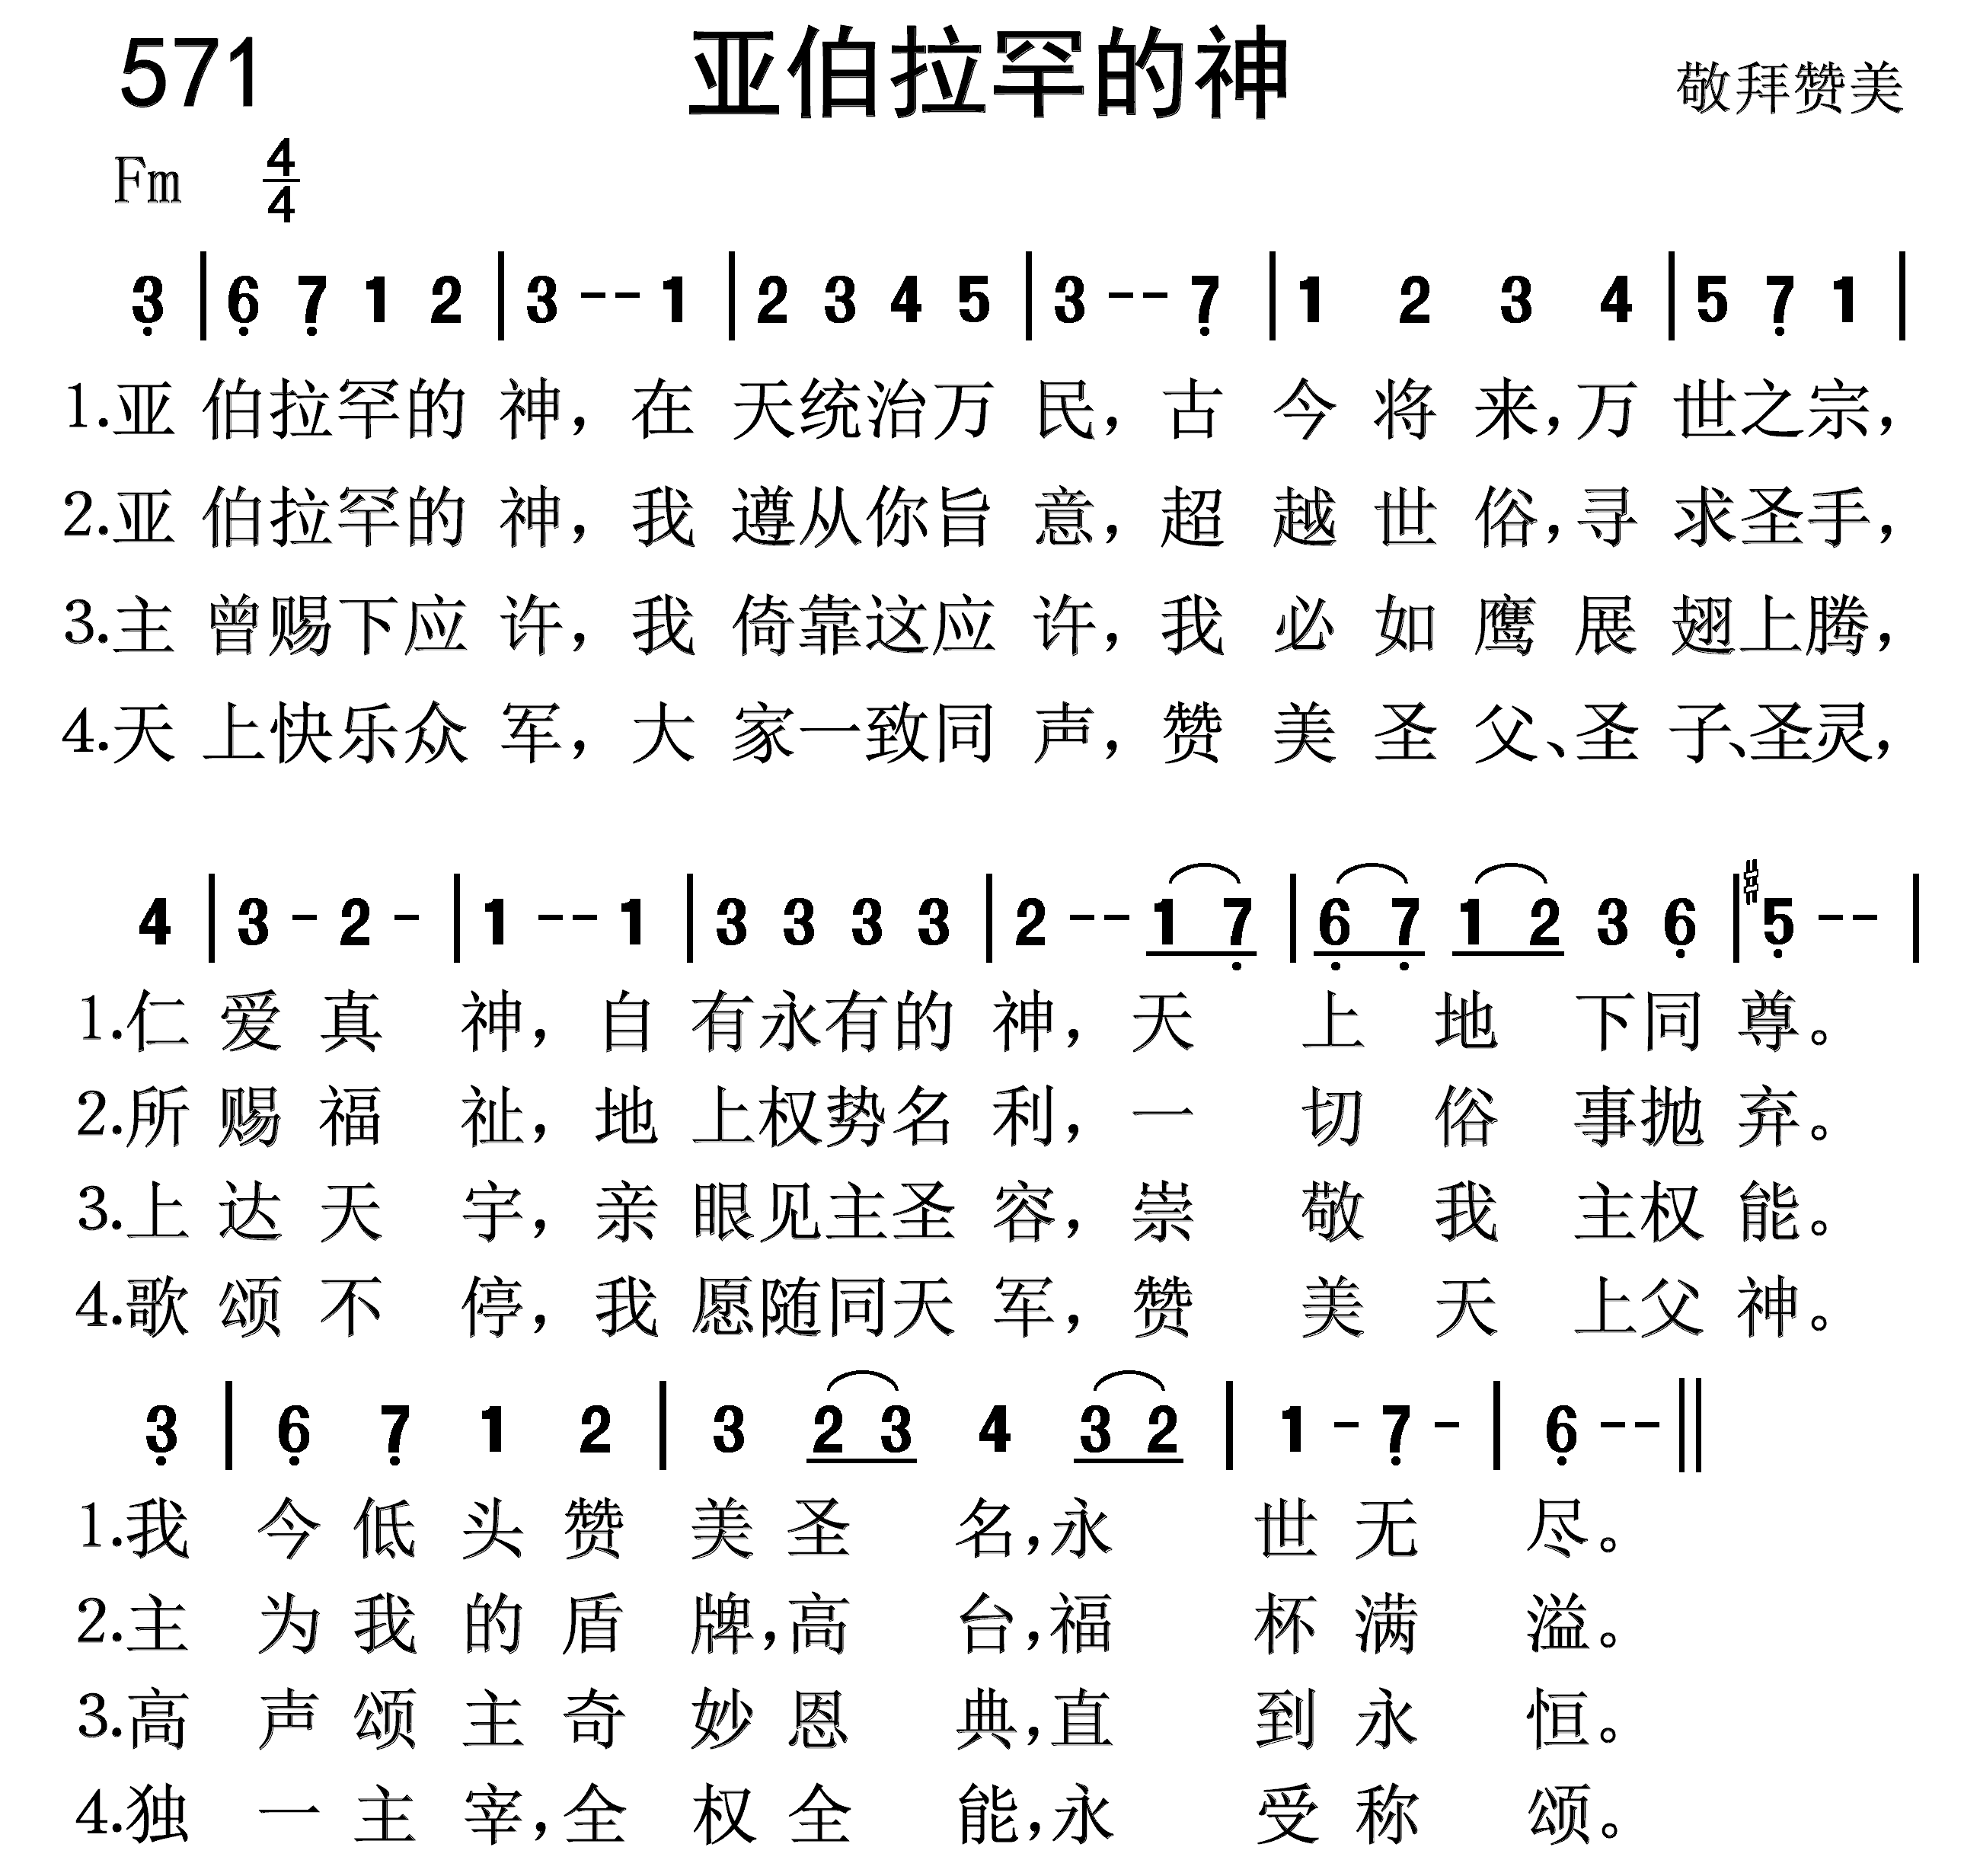 571 亚伯拉罕的神 敬拜赞美
Fm 4/4
3 | 6 7 1 2 | 3 - - 1 | 2 3 4 5 | 3 - - 7 | 1 2 3 4 | 5 7 1 |
1.亚伯拉罕的神，在天统治万民，古今将来，万世之宗，
2.亚伯拉罕的神，我遵从你旨意，超越世俗，寻求圣手，
3.主曾赐下应许，我倚靠这应许，我必如鹰展翅上腾，
4.天上快乐众军，大家一致同声，赞美圣父、圣子、圣灵，
4 | 3 - 2 - | 1 - - 1 | 3 3 3 3 | 2 - - 1 7 | 6 7 1 2 3 6 | #5 - - |
1.仁爱真神，自有永有的神，天上地下同尊。
2.所赐福祉，地上权势名利，一切俗事抛弃。
3.上达天宇，亲眼见主圣容，崇敬我主权能。
4.歌颂不停，我愿随同天军，赞美天上父神。
3 | 6 7 1 2 | 3 2 3 4 3 2 | 1 - 7 - | 6 - - ||
1.我今低头赞美圣名，永世无尽。
2.主为我的盾牌，高台，福杯满溢。
3.高声颂主奇妙恩典，直到永恒。
4.独一主宰，全权全能，永受称颂。